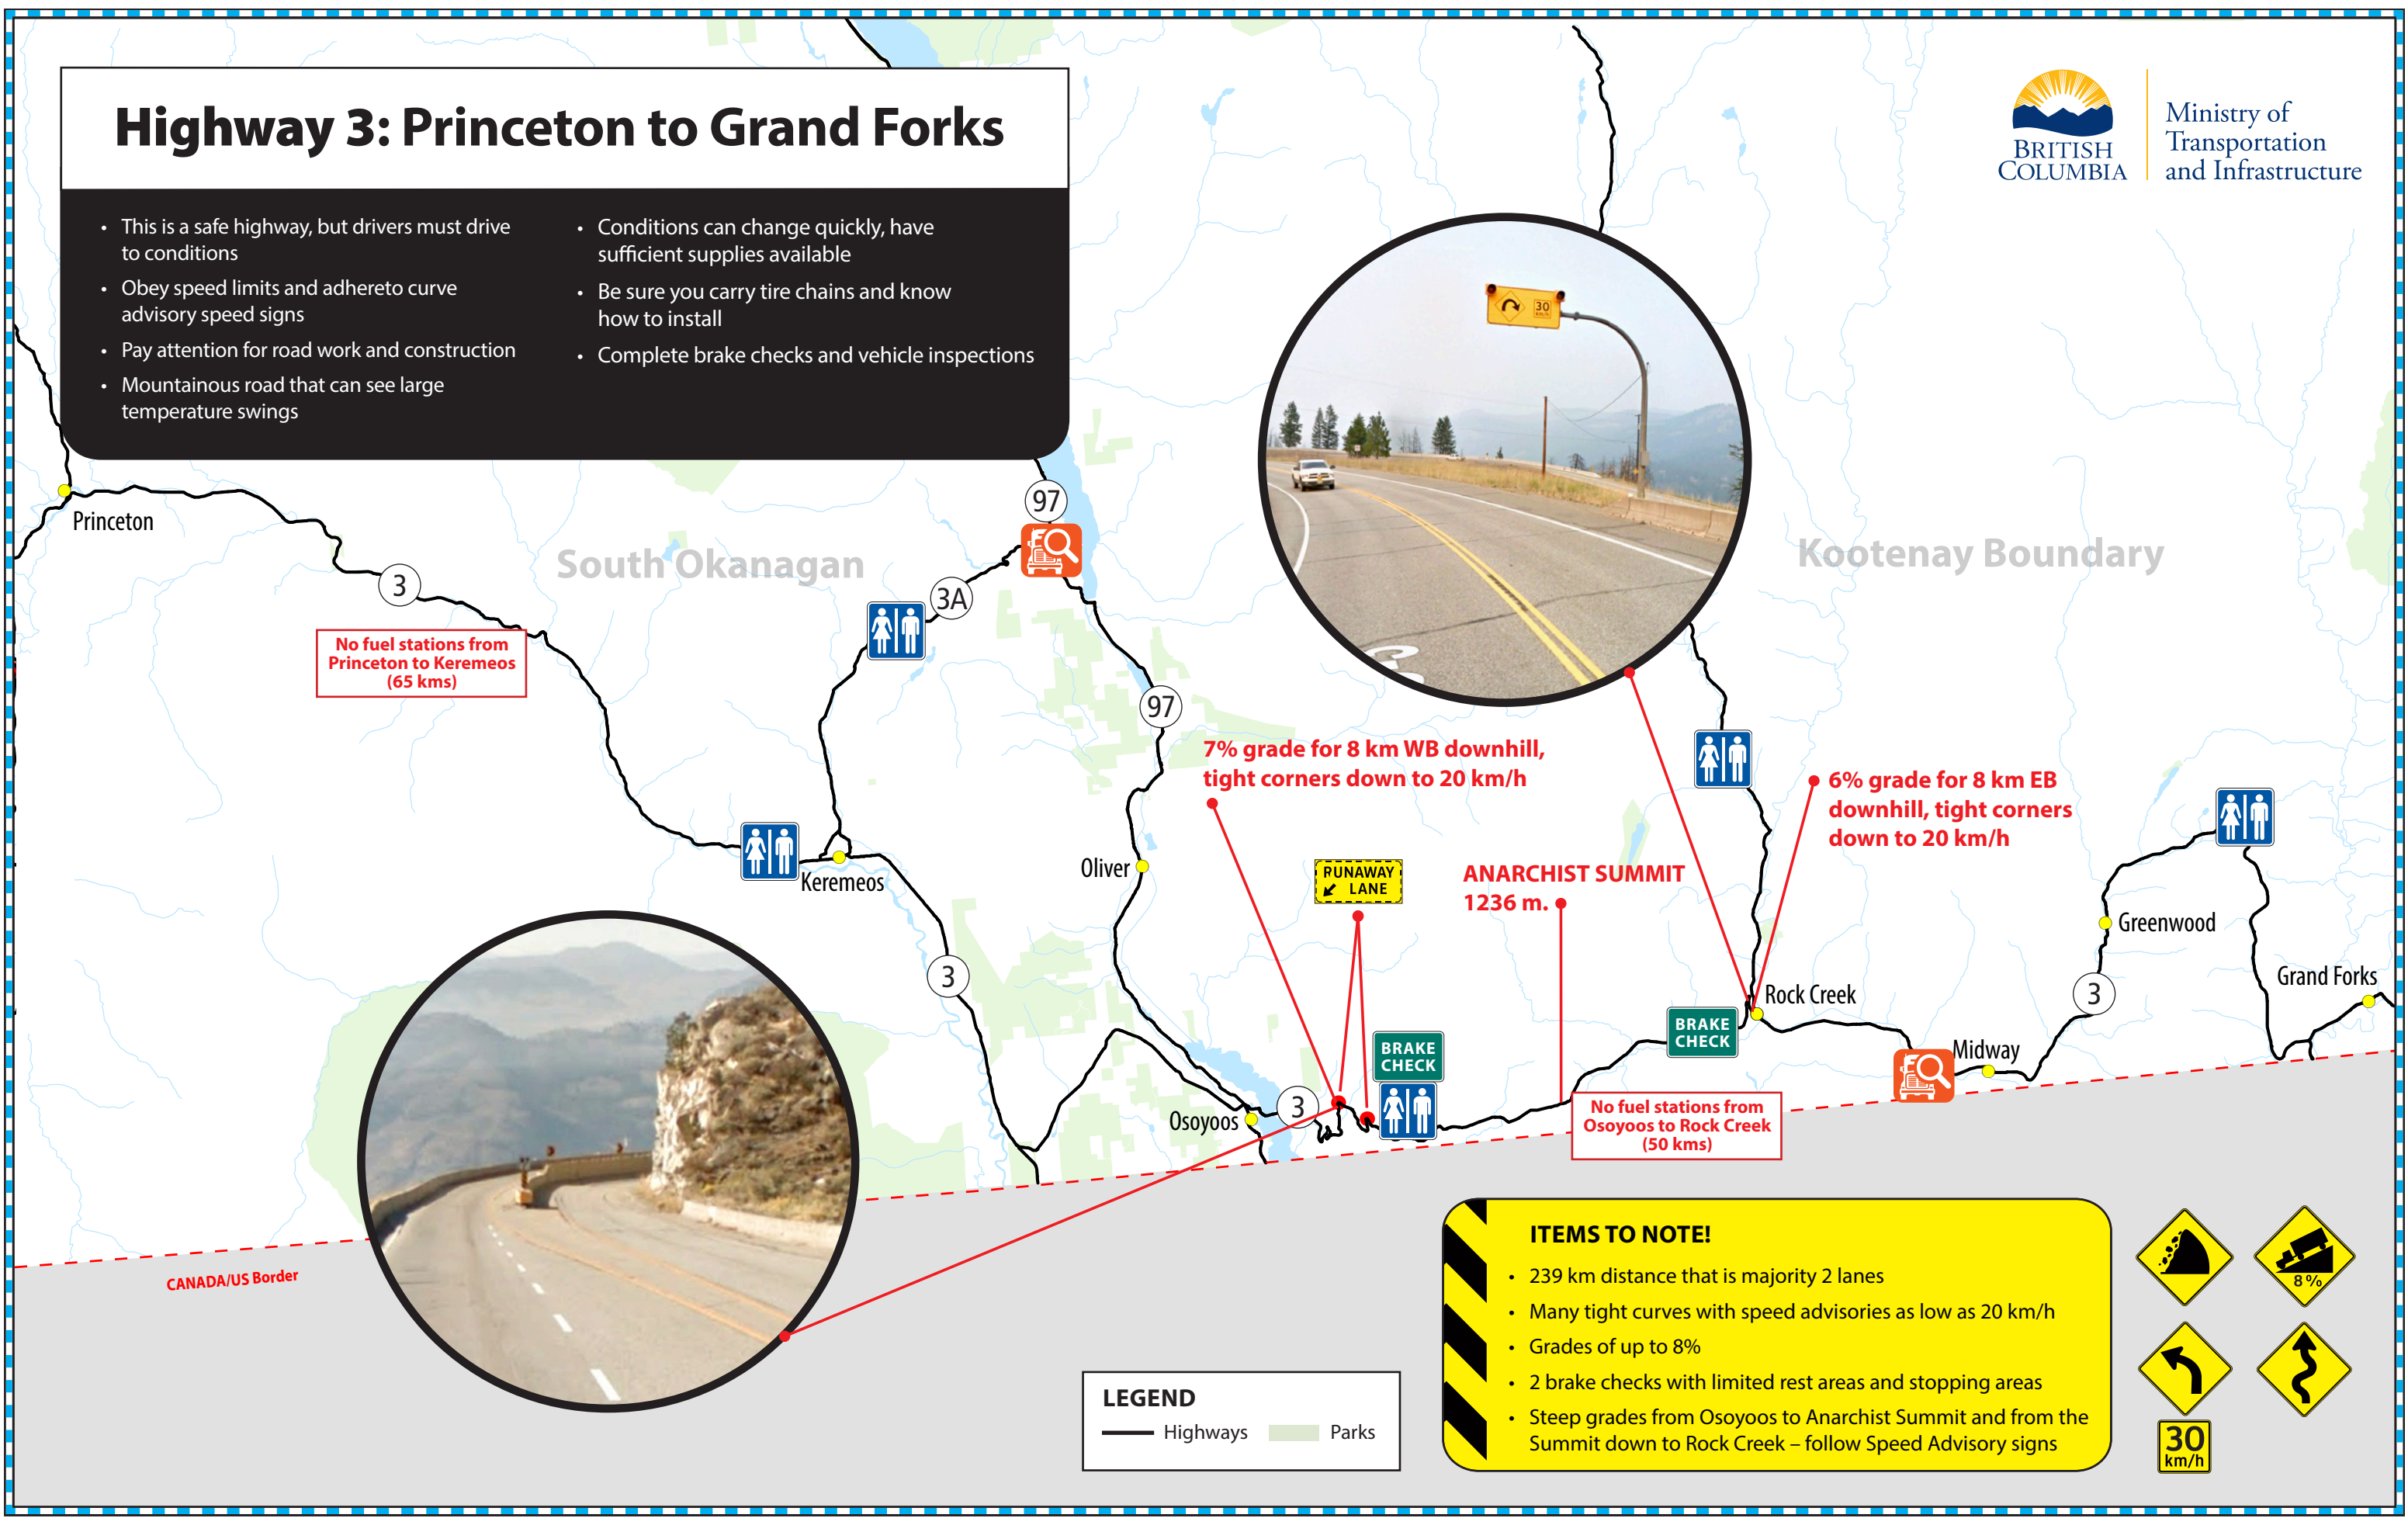 Highway 3: Princeton to Grand Forks
• This is a safe highway, but drivers must drive
to conditions
• Obey speed limits and adhereto curve
advisory speed signs
• Pay attention for road work and construction
• Mountainous road that can see large
temperature swings
• Conditions can change quickly, have
sufficient supplies available
• Be sure you carry tire chains and know
how to install
• Complete brake checks and vehicle inspections
BRITISH
COLUMBIA
Ministry of
Transportation
and Infrastructure
30
km/h
Princeton
South Okanagan
Kootenay Boundary
97
3
3A
No fuel stations from
Princeton to Keremeos
(65 kms)
97
7% grade for 8 km WB downhill,
tight corners down to 20 km/h
6% grade for 8 km EB
downhill, tight corners
down to 20 km/h
Keremeos
Oliver
RUNAWAY
LANE
ANARCHIST SUMMIT
1236 m.
Greenwood
3
Rock Creek
3
Grand Forks
BRAKE
CHECK
BRAKE
CHECK
Midway
Osoyoos
3
No fuel stations from
Osoyoos to Rock Creek
(50 kms)
CANADA/US Border
ITEMS TO NOTE!
• 239 km distance that is majority 2 lanes
• Many tight curves with speed advisories as low as 20 km/h
• Grades of up to 8%
• 2 brake checks with limited rest areas and stopping areas
• Steep grades from Osoyoos to Anarchist Summit and from the
Summit down to Rock Creek – follow Speed Advisory signs
8%
30
km/h
LEGEND
Highways
Parks